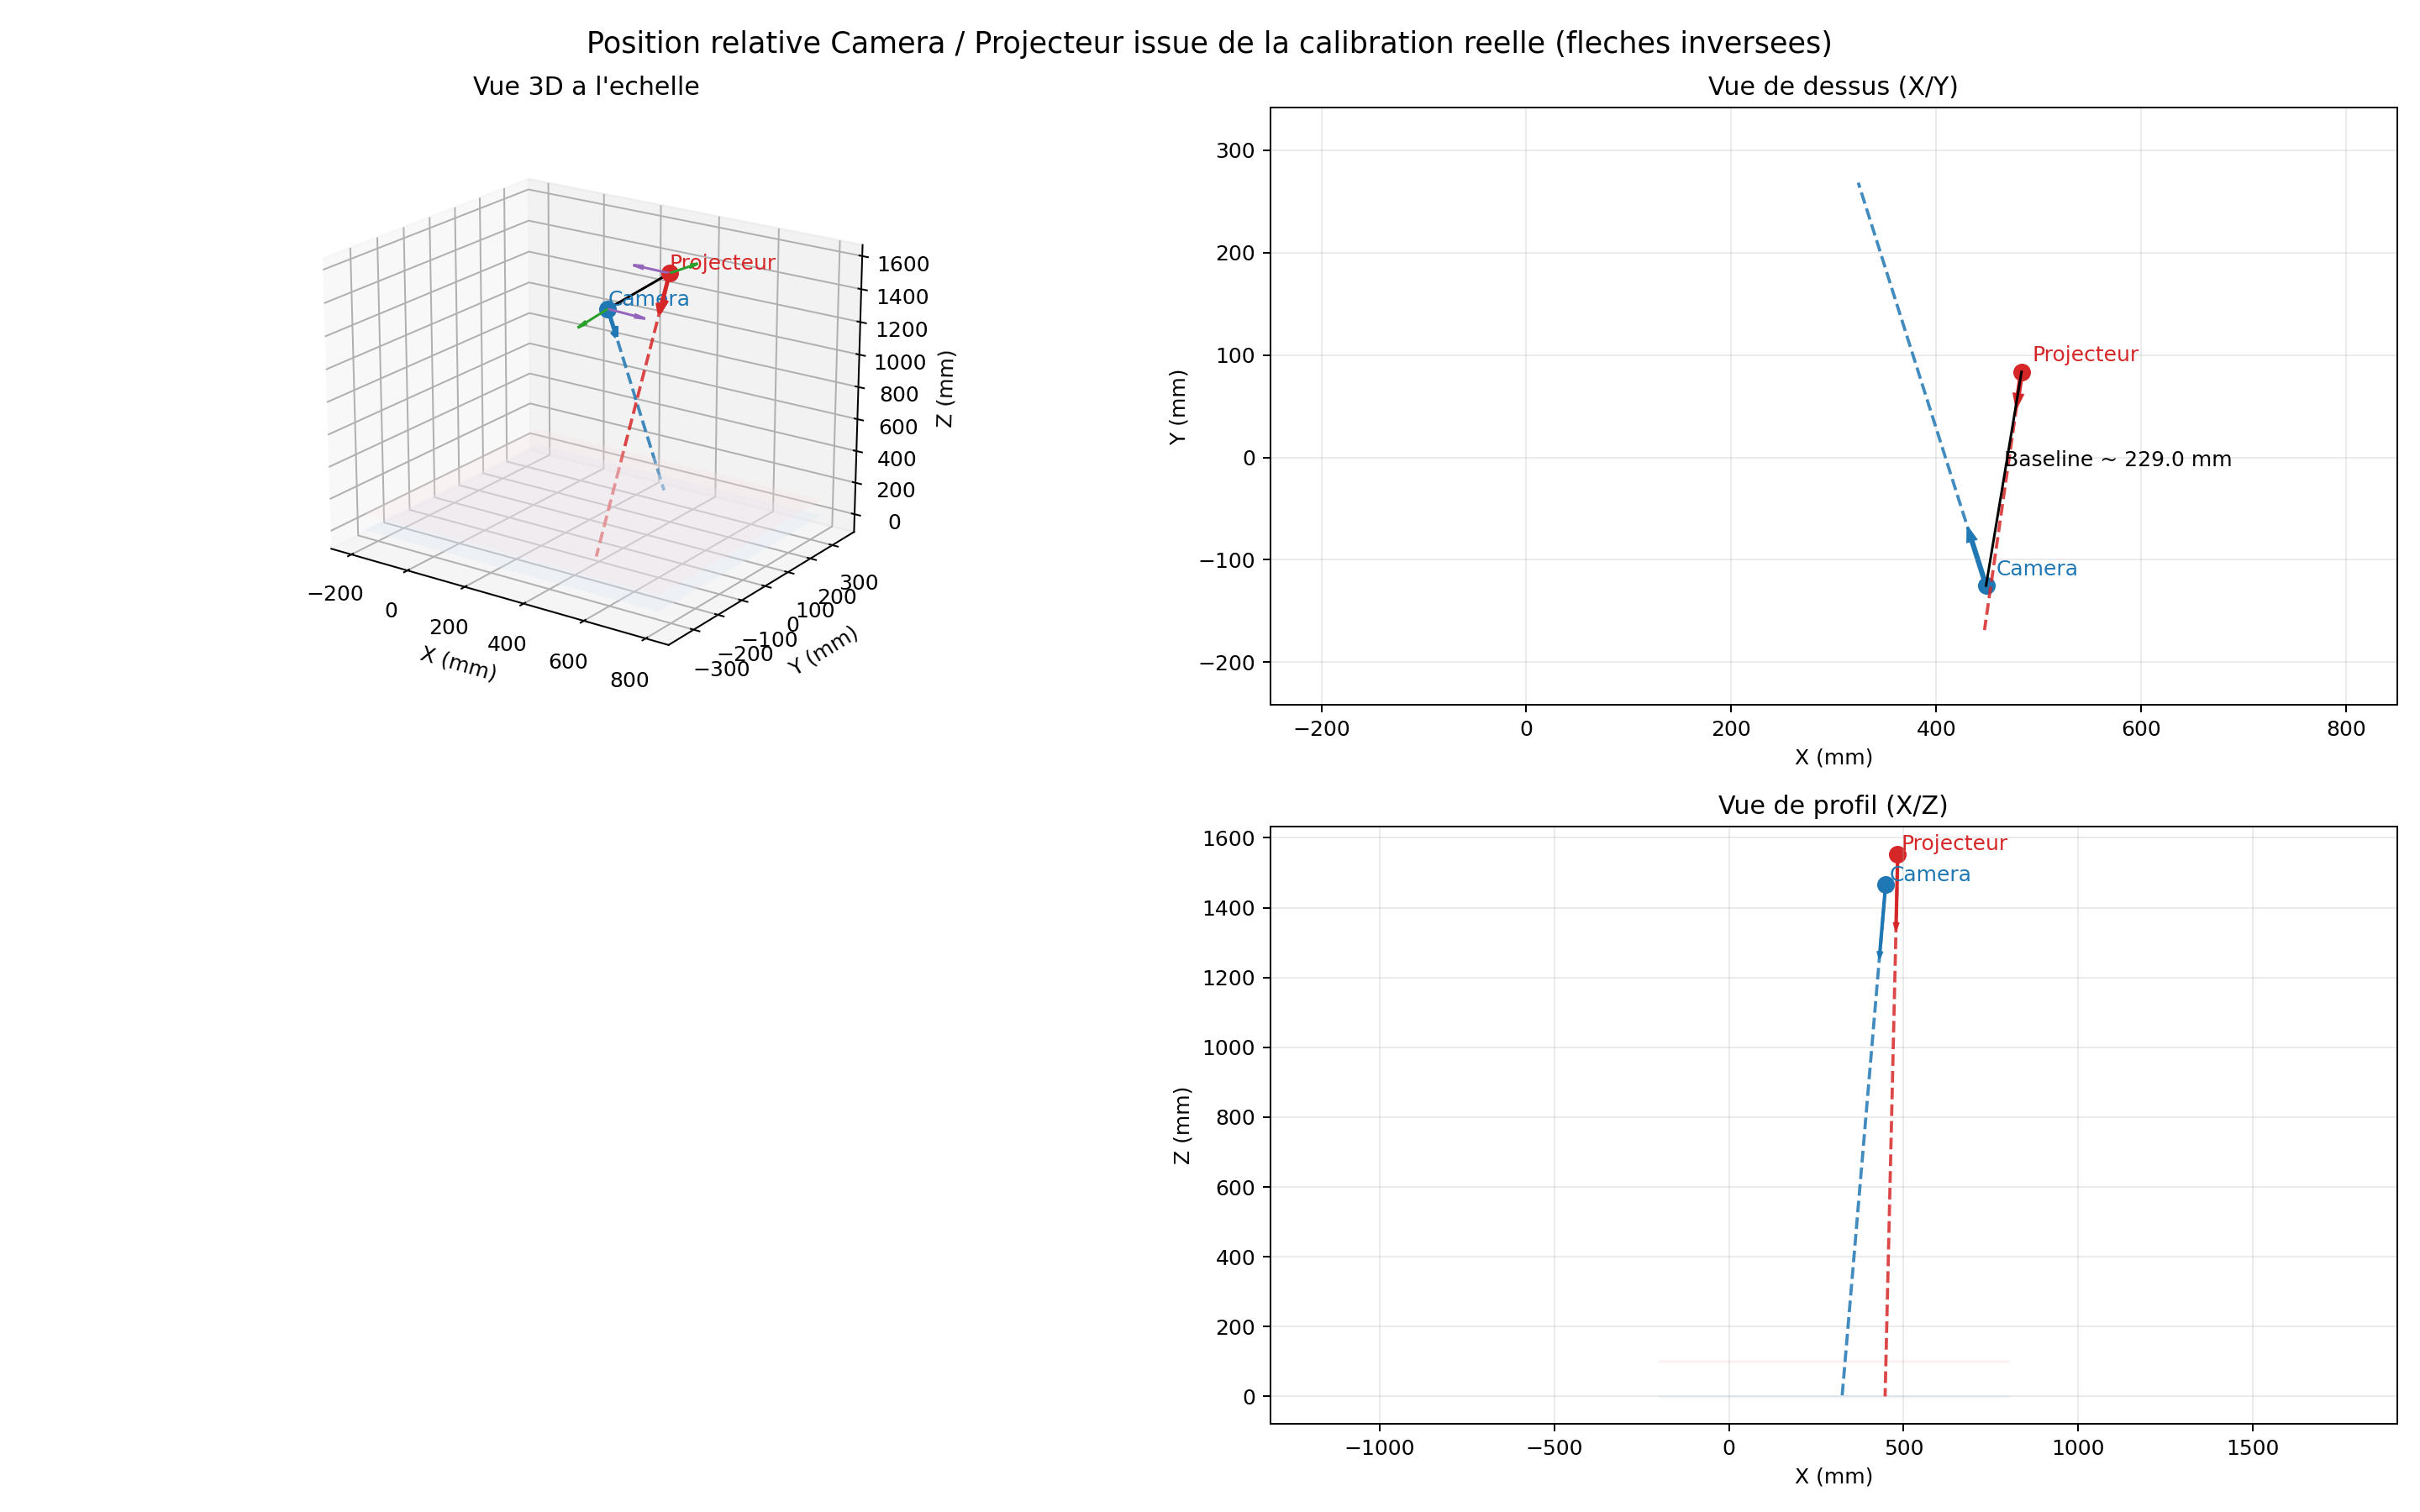 Position relative Camera / Projecteur issue de la calibration reelle (fleches inversees)
Vue 3D a l'echelle
Projecteur
Camera
1600
1400
1200
1000
800
600
400
200
0
Z (mm)
−200
0
200
400
600
800
X (mm)
−300
−200
−100
0
100
200
300
Y (mm)
Vue de dessus (X/Y)
300
200
100
0
−100
−200
Y (mm)
Projecteur
Baseline ~ 229.0 mm
Camera
−200
0
200
400
600
800
X (mm)
Vue de profil (X/Z)
1600
1400
1200
1000
800
600
400
200
0
Z (mm)
Projecteur
Camera
−1000
−500
0
500
1000
1500
X (mm)